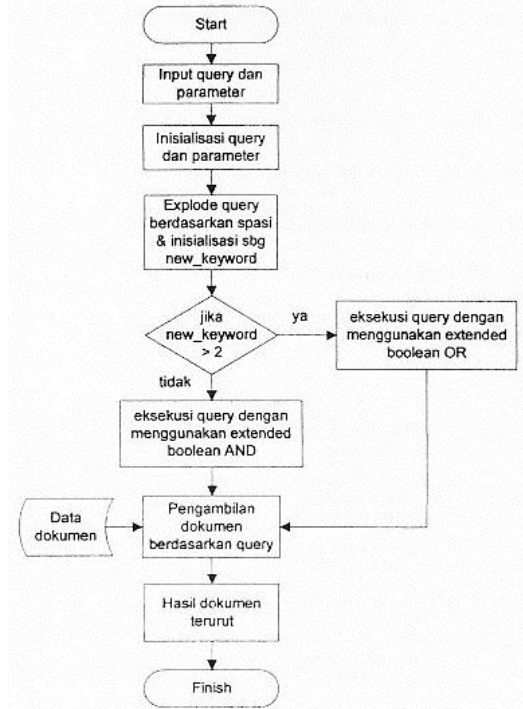 Start
Input query dan
parameter
Inisialisasi query
dan parameter
Explode query
berdasarkan spasi
& inisialisasi sbg
new_keyword
jika
new_keyword
> 2
ya
eksekusi query dengan
menggunakan extended
boolean OR
tidak
eksekusi query dengan
menggunakan extended
boolean AND
Data
dokumen
Pengambilan
dokumen
berdasarkan query
Hasil dokumen
terurut
Finish